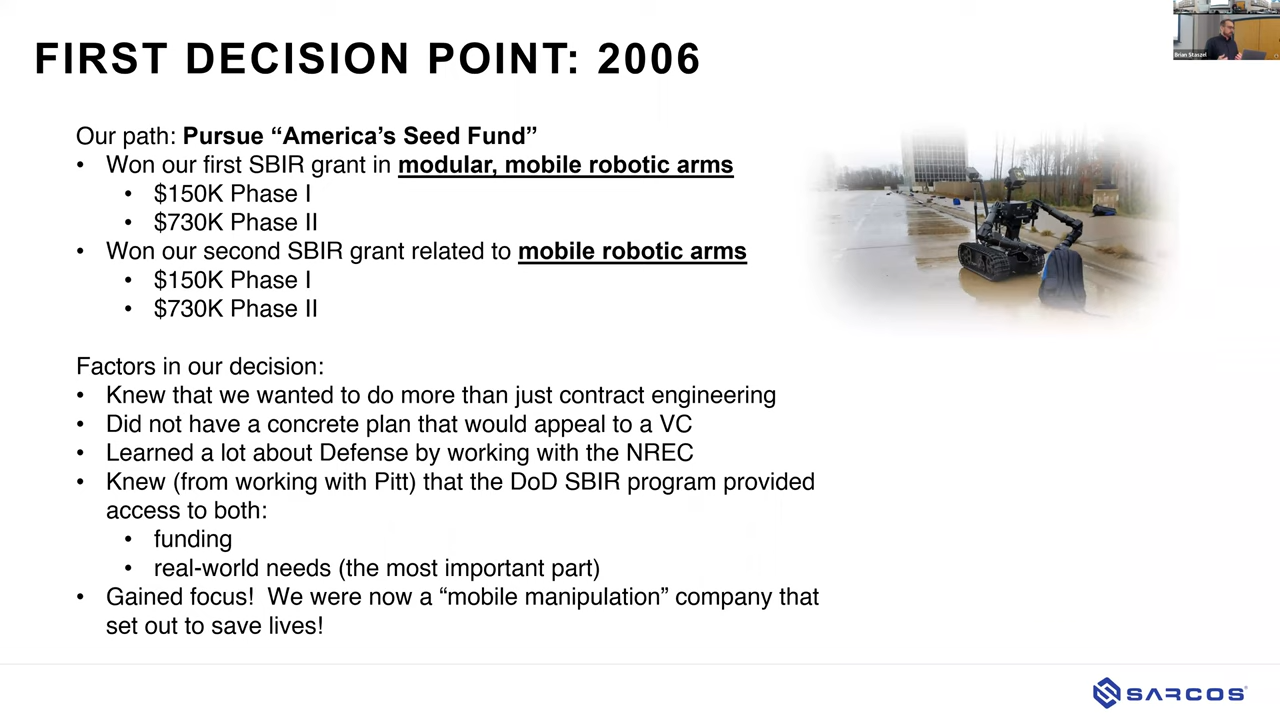 FIRST DECISION POINT: 2006
Brian Staszel
Our path: Pursue “America’s Seed Fund”
• Won our first SBIR grant in modular, mobile robotic arms
• $150K Phase I
• $730K Phase II
• Won our second SBIR grant related to mobile robotic arms
• $150K Phase I
• $730K Phase II
Factors in our decision:
• Knew that we wanted to do more than just contract engineering
• Did not have a concrete plan that would appeal to a VC
• Learned a lot about Defense by working with the NREC
• Knew (from working with Pitt) that the DoD SBIR program provided
access to both:
• funding
• real-world needs (the most important part)
• Gained focus!  We were now a “mobile manipulation” company that
set out to save lives!
SARCOS®